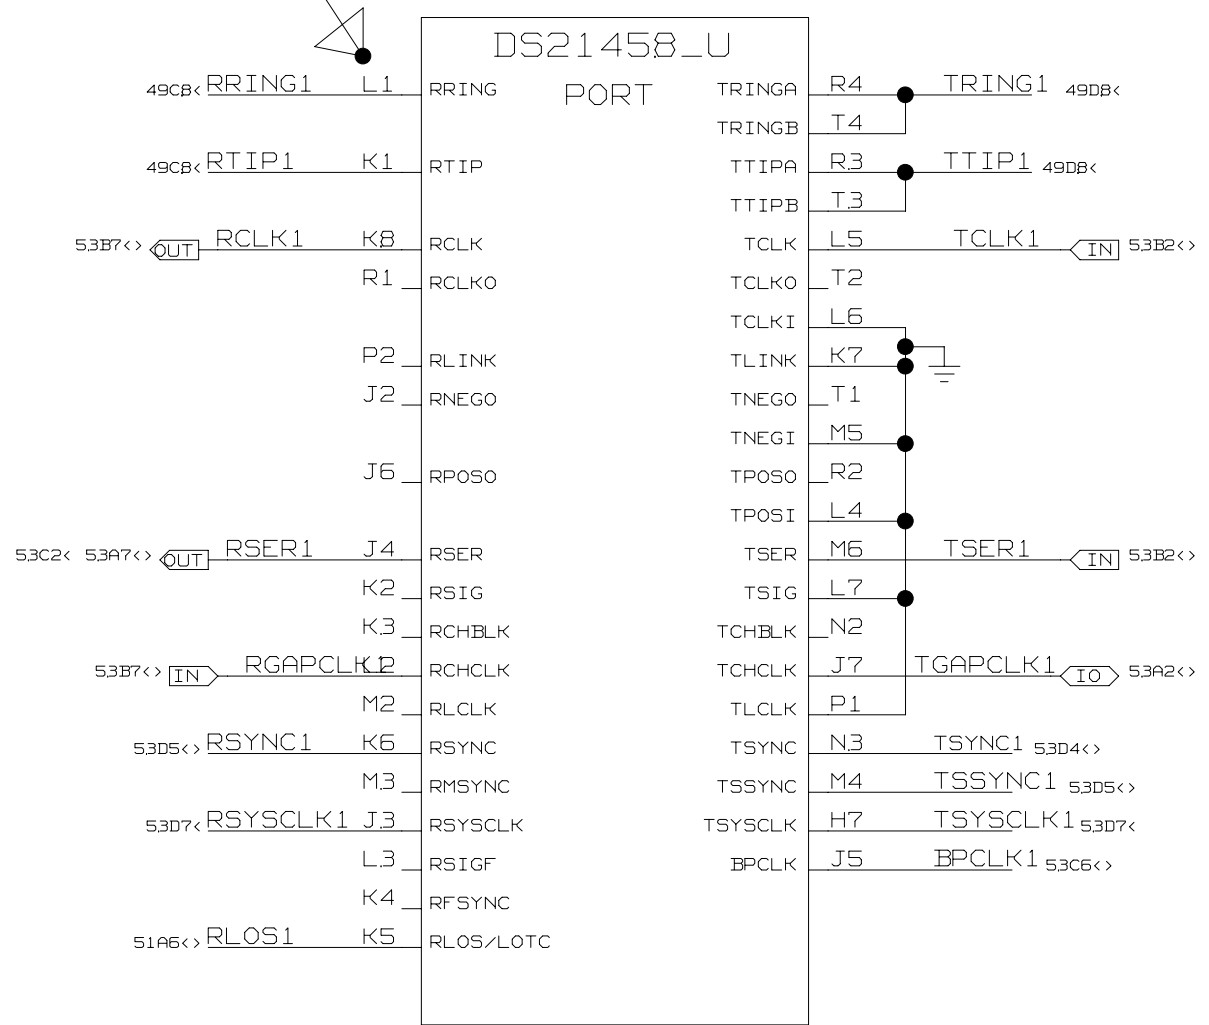 DS21458_U
PORT
49C8< RRING1 L1 RRING TRINGA R4 TRING1 49D8<
TRINGB T4
49C8< RTIP1 K1 RTIP TTIPA R3 TTIP1 49D8<
TTIPB T3
53B7<> OUT RCLK1 K8 RCLK TCLK L5 TCLK1 IN 53B2<>
R1 RCLKO TCLKO T2
TCLKI L6
P2 RLINK TLINK K7
J2 RNEGO TNEGO T1
TNEGI M5
J6 RPOSO TPOSO R2
TPOSI L4
53C2< 53A7<> OUT RSER1 J4 RSER TSER M6 TSER1 IN 53B2<>
K2 RSIG TSIG L7
K3 RCHBLK TCHBLK N2
53B7<> IN RGAPCLK1 L2 RCHCLK TCHCLK J7 TGAPCLK1 IO 53A2<>
M2 RLCLK TLCLK P1
53D5<> RSYNC1 K6 RSYNC TSYNC N3 TSYNC1 53D4<>
M3 RMSYNC TSSYNC M4 TSSYNC1 53D5<>
53D7< RSYSCLK1 J3 RSYSCLK TSYSCLK H7 TSYSCLK1 53D7<
L3 RSIGF BPCLK J5 BPCLK1 53C6<>
K4 RFSYNC
51A6<> RLOS1 K5 RLOS/LOTC